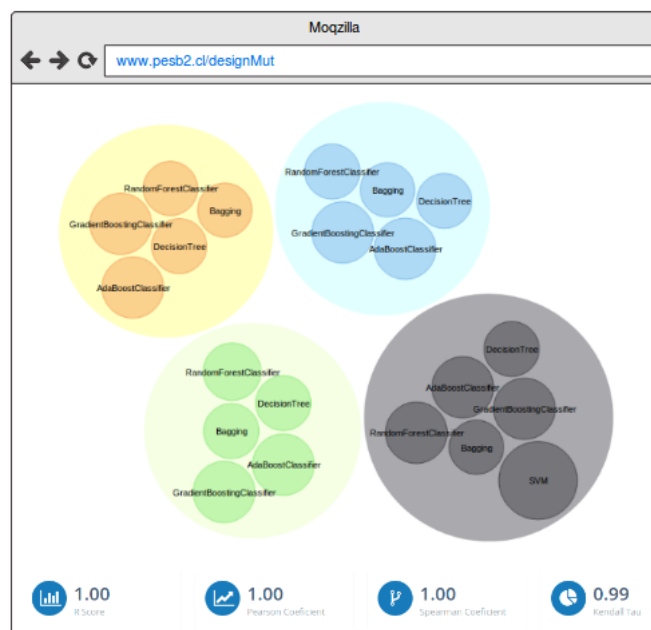 Moqzilla
www.pesb2.cl/designMut
RandomForestClassifier
Bagging
GradientBoostingClassifier
DecisionTree
AdaBoostClassifier
RandomForestClassifier
Bagging
DecisionTree
GradientBoostingClassifier
AdaBoostClassifier
RandomForestClassifier
DecisionTree
Bagging
AdaBoostClassifier
GradientBoostingClassifier
DecisionTree
AdaBoostClassifier
GradientBoostingClassifier
RandomForestClassifier
Bagging
SVM
1.00
R Score
1.00
Pearson Coeficient
1.00
Spearman Coeficient
0.99
Kendall Tau